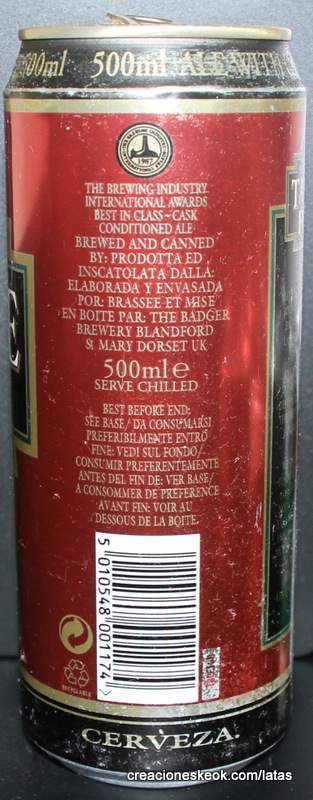 500ml 500ml ALE WITH
1987
THE BREWING INDUSTRY
INTERNATIONAL AWARDS
BEST IN CLASS - CASK
CONDITIONED ALE
BREWED AND CANNED
BY: PRODOTTA ED
INSCATOLATA DALLA:
ELABORADA Y ENVASADA
POR: BRASSEE ET MISE
EN BOITE PAR: THE BADGER
BREWERY BLANDFORD
St MARY DORSET UK
500ml e
SERVE CHILLED
BEST BEFORE END:
SEE BASE/ DA CONSUMARSI
PREFERIBILMENTE ENTRO
FINE: VEDI SUL FONDO/
CONSUMIR PREFERENTEMENTE
ANTES DEL FIN DE: VER BASE/
A CONSOMMER DE PREFERENCE
AVANT FIN: VOIR AU
DESSOUS DE LA BOITE.
5 010548 001174 >
RECYCLABLE
CERVEZA.
E
T
creacioneskeok.com/latas